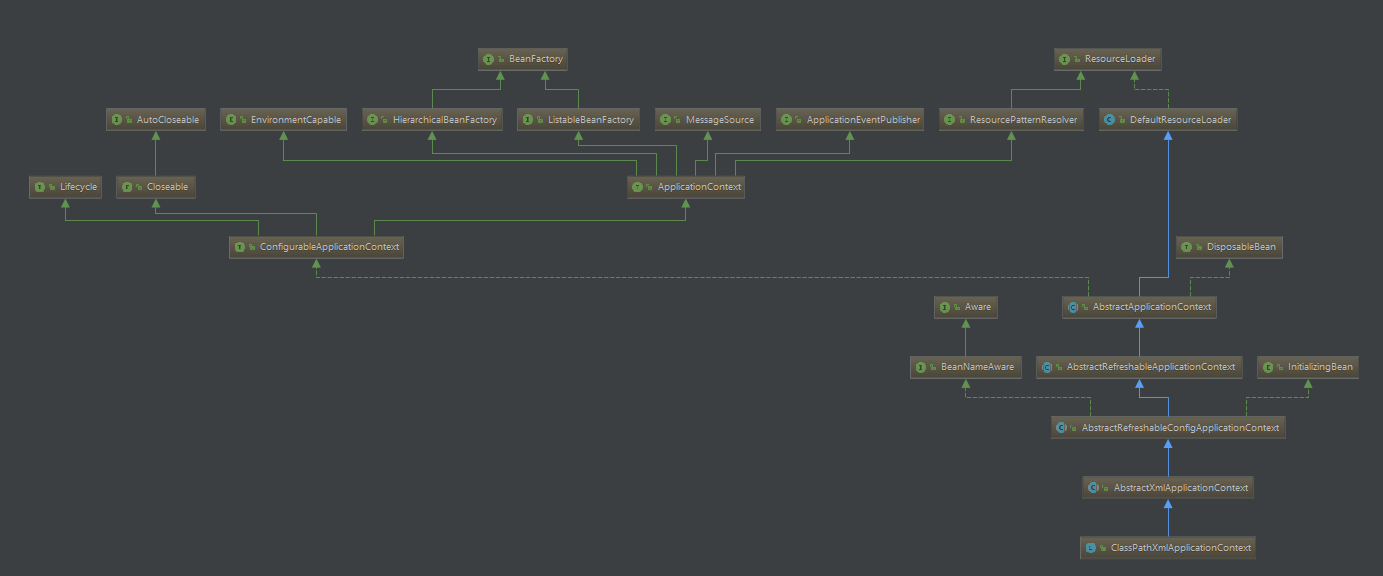 BeanFactory
ResourceLoader
AutoCloseable
EnvironmentCapable
HierarchicalBeanFactory
ListableBeanFactory
MessageSource
ApplicationEventPublisher
ResourcePatternResolver
DefaultResourceLoader
Lifecycle
Closeable
ApplicationContext
ConfigurableApplicationContext
DisposableBean
Aware
AbstractApplicationContext
BeanNameAware
AbstractRefreshableApplicationContext
InitializingBean
AbstractRefreshableConfigApplicationContext
AbstractXmlApplicationContext
ClassPathXmlApplicationContext